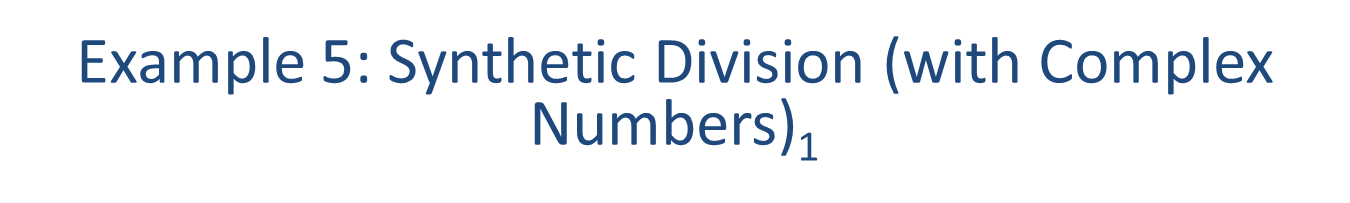 Example 5: Synthetic Division (with Complex
Numbers)₁